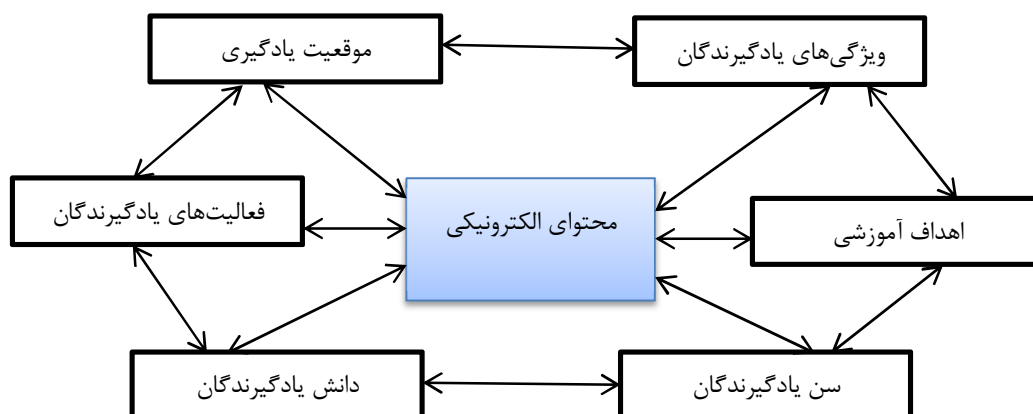 ویژگی‌های یادگیرندگان
موقعیت یادگیری
اهداف آموزشی
محتوای الکترونیکی
فعالیت‌های یادگیرندگان
سن یادگیرندگان
دانش یادگیرندگان